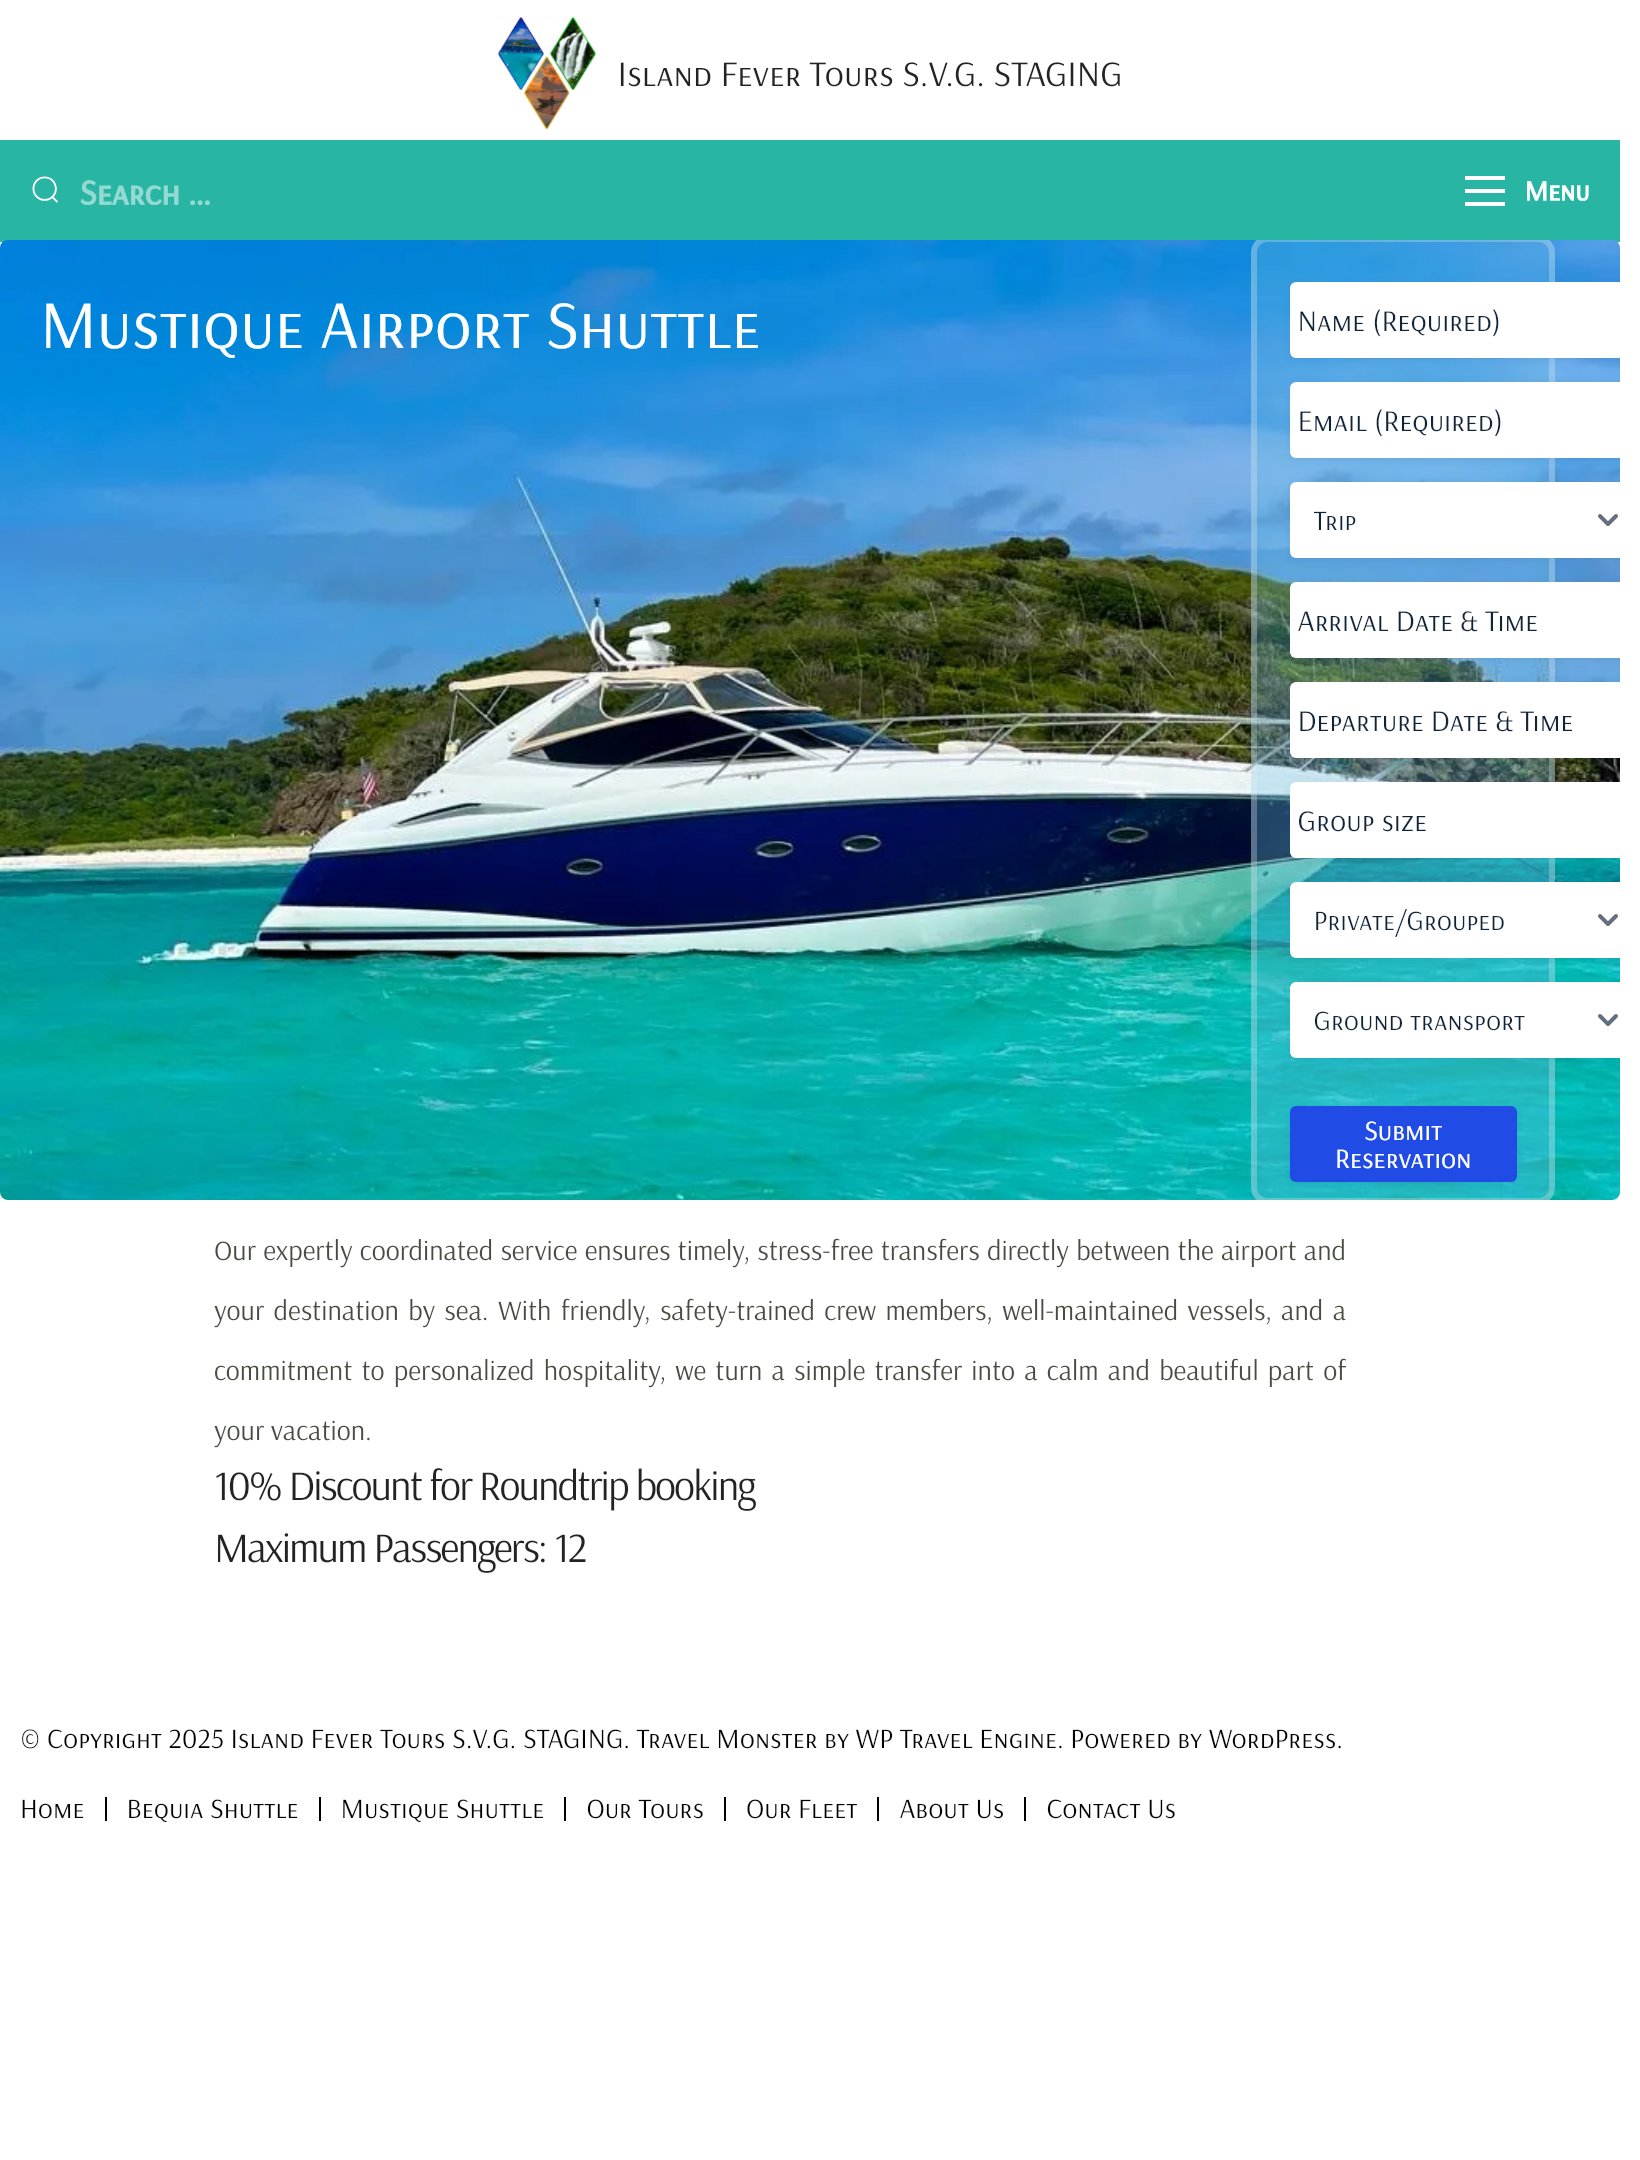 Island Fever Tours S.V.G. STAGING
Search ...
Menu
Mustique Airport Shuttle
Name (Required)
Email (Required)
Trip
Arrival Date & Time
Departure Date & Time
Group size
Private/Grouped
Ground transport
Submit
Reservation
Our expertly coordinated service ensures timely, stress-free transfers directly between the airport and
your destination by sea. With friendly, safety-trained crew members, well-maintained vessels, and a
commitment to personalized hospitality, we turn a simple transfer into a calm and beautiful part of
your vacation.
10% Discount for Roundtrip booking
Maximum Passengers: 12
© Copyright 2025 Island Fever Tours S.V.G. STAGING. Travel Monster by WP Travel Engine. Powered by WordPress.
Home | Bequia Shuttle | Mustique Shuttle | Our Tours | Our Fleet | About Us | Contact Us